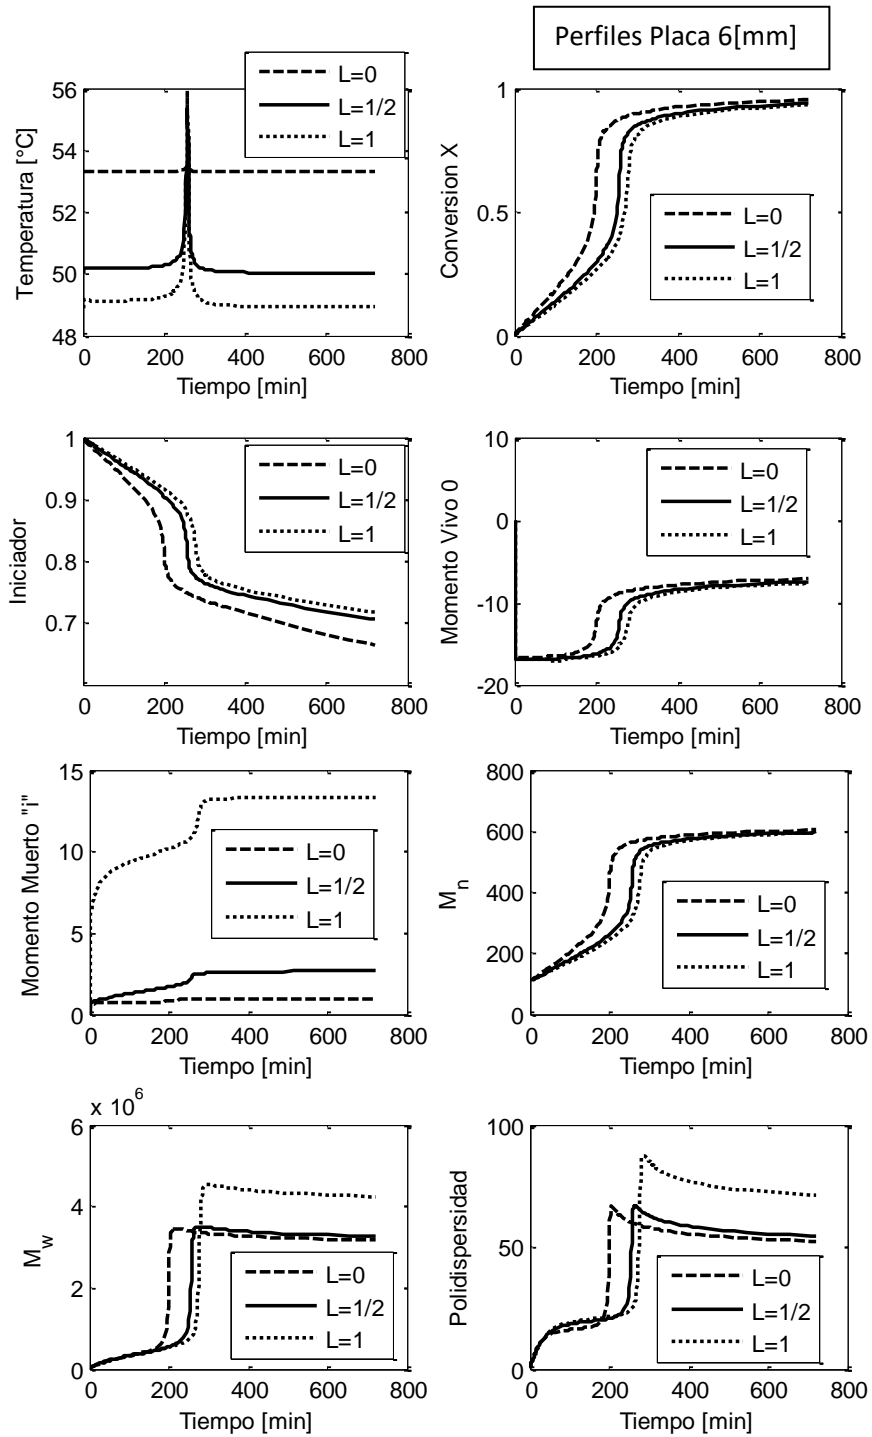 Perfiles Placa 6[mm]
Temperatura [°C]
56
54
52
50
48
0 200 400 600 800
Tiempo [min]
L=0
L=1/2
L=1
Conversion X
1
0.5
0
0 200 400 600 800
Tiempo [min]
L=0
L=1/2
L=1
Iniciador
1
0.9
0.8
0.7
0 200 400 600 800
Tiempo [min]
L=0
L=1/2
L=1
Momento Vivo 0
10
0
-10
-20
0 200 400 600 800
Tiempo [min]
L=0
L=1/2
L=1
Momento Muerto "i"
15
10
5
0
0 200 400 600 800
Tiempo [min]
L=0
L=1/2
L=1
M_n
800
600
400
200
0
0 200 400 600 800
Tiempo [min]
L=0
L=1/2
L=1
x 10^6
M_w
6
4
2
0
0 200 400 600 800
Tiempo [min]
L=0
L=1/2
L=1
Polidispersidad
100
50
0
0 200 400 600 800
Tiempo [min]
L=0
L=1/2
L=1